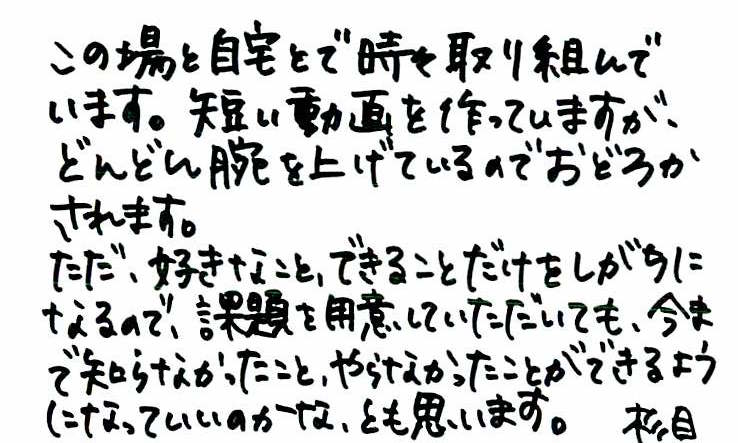 この場と自宅とで時々取り組んで
います。短い動画を作っていますが、
どんどん腕を上げているのでおどろか
されます。
ただ、好きなこと、できることだけをしがちに
なるので、課題を用意していただいても、今ま
で知らなかったこと、やらなかったことができるよう
になっていいのかな、とも思います。